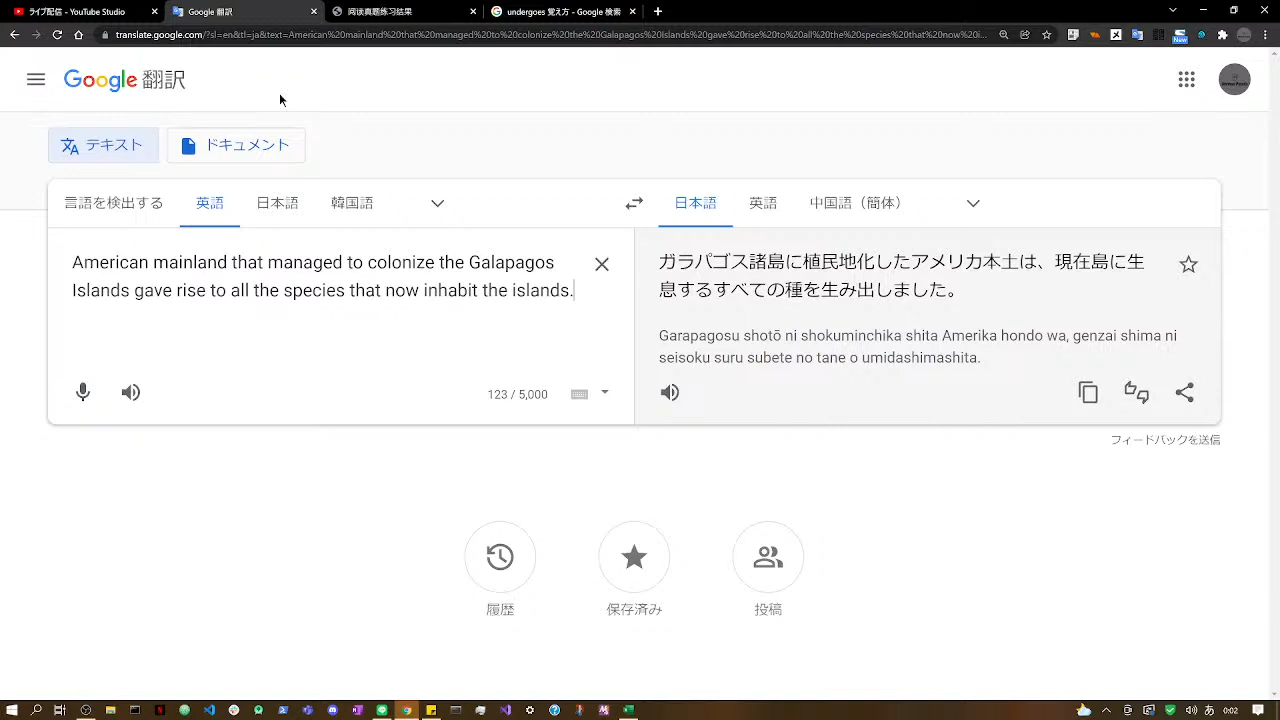 ライブ配信 - YouTube Studio
Google 翻訳
阅读真题练习结果
undergoes 覚え方 - Google 検索
translate.google.com/?sl=en&tl=ja&text=American%20mainland%20that%20managed%20to%20colonize%20the%20Galapagos%20Islands%20gave%20rise%20to%20all%20the%20species%20that%20now%20i...
New
Google 翻訳
テキスト
ドキュメント
言語を検出する 英語 日本語 韓国語
日本語 英語 中国語（簡体）
American mainland that managed to colonize the Galapagos
Islands gave rise to all the species that now inhabit the islands.
123 / 5,000
ガラパゴス諸島に植民地化したアメリカ本土は、現在島に生
息するすべての種を生み出しました。
Garapagosu shotō ni shokuminchika shita Amerika hondo wa, genzai shima ni
seisoku suru subete no tane o umidashimashita.
フィードバックを送信
履歴
保存済み
投稿
あ 0:02